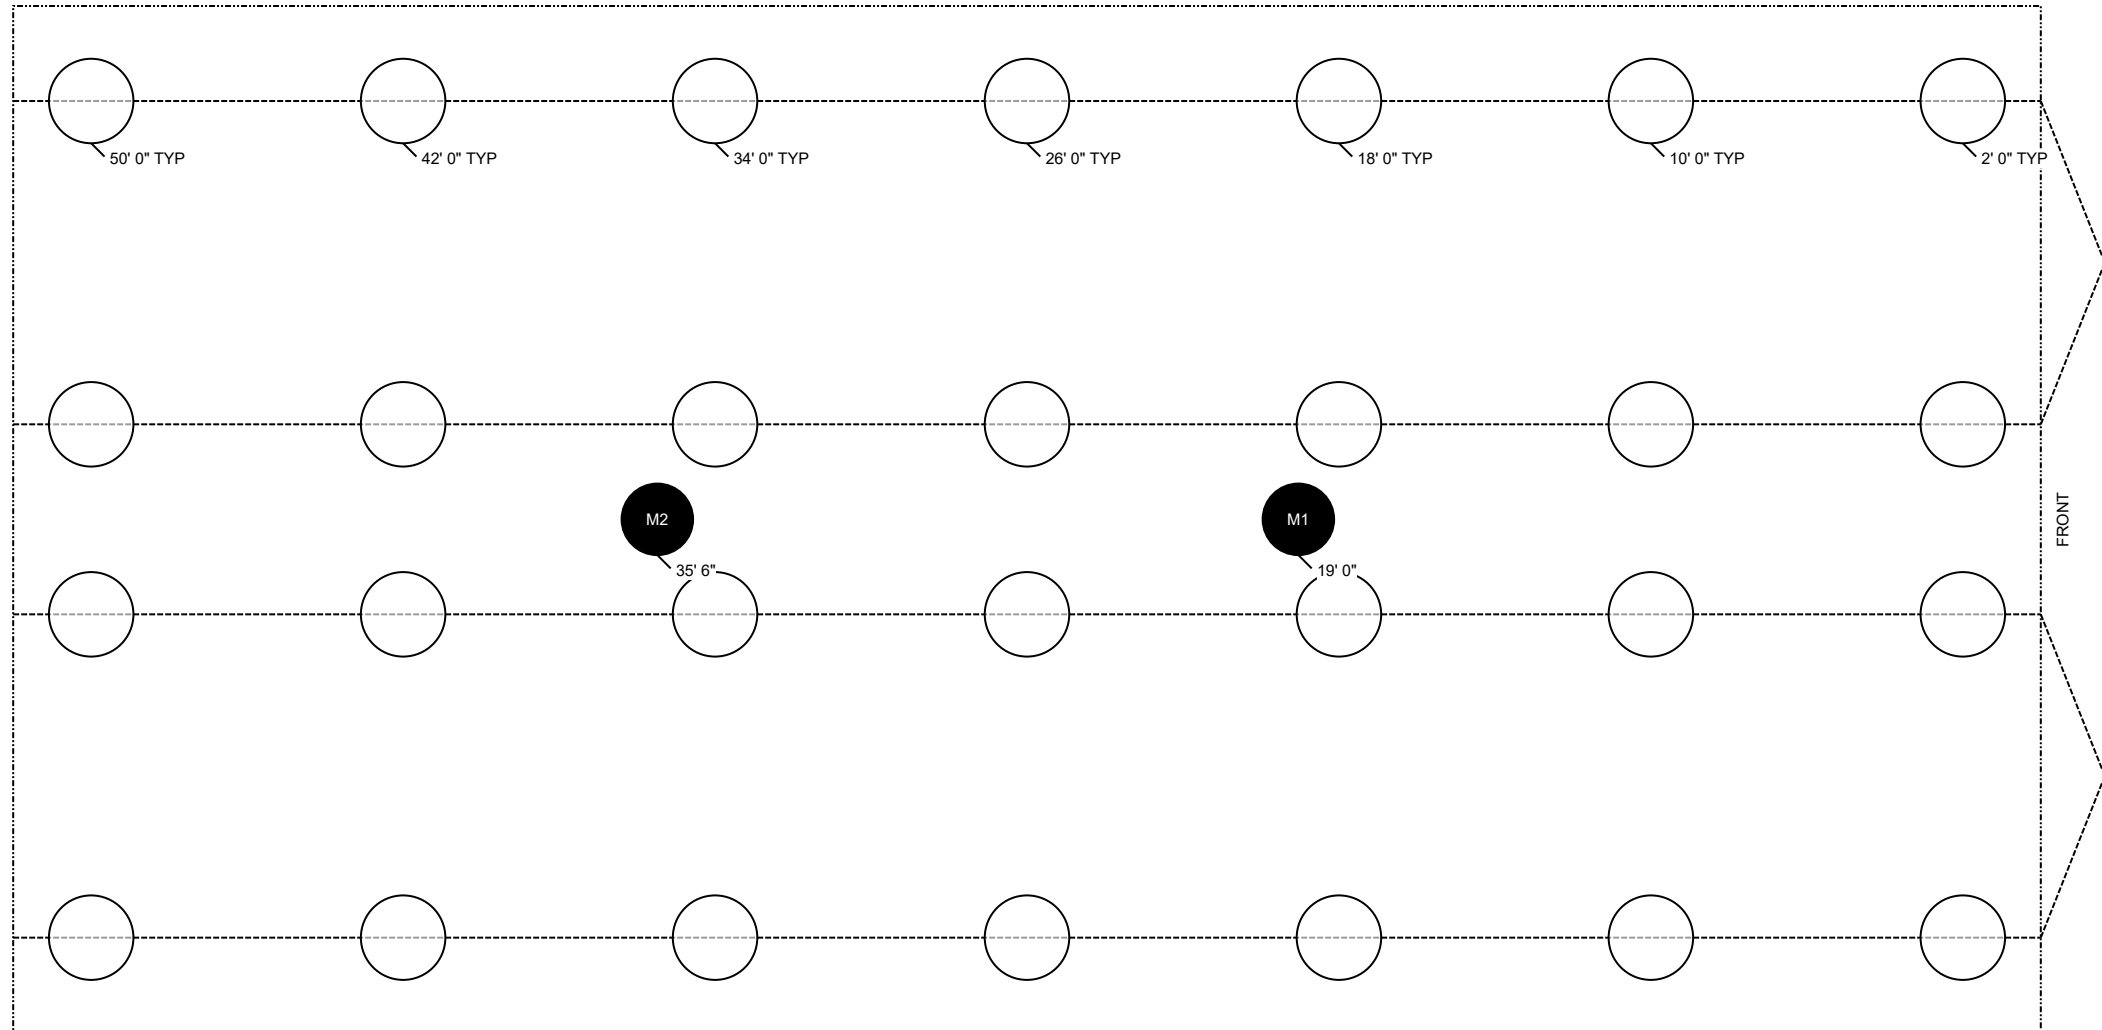 50' 0" TYP
42' 0" TYP
34' 0" TYP
26' 0" TYP
18' 0" TYP
10' 0" TYP
2' 0" TYP
M2
M1
FRONT
35' 6"
19' 0"